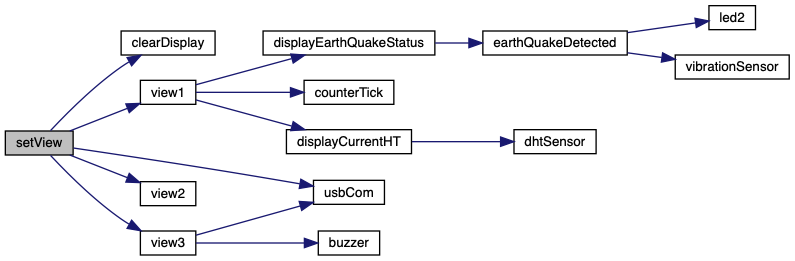 led2
clearDisplay
displayEarthQuakeStatus
earthQuakeDetected
vibrationSensor
view1
counterTick
setView
displayCurrentHT
dhtSensor
view2
usbCom
view3
buzzer